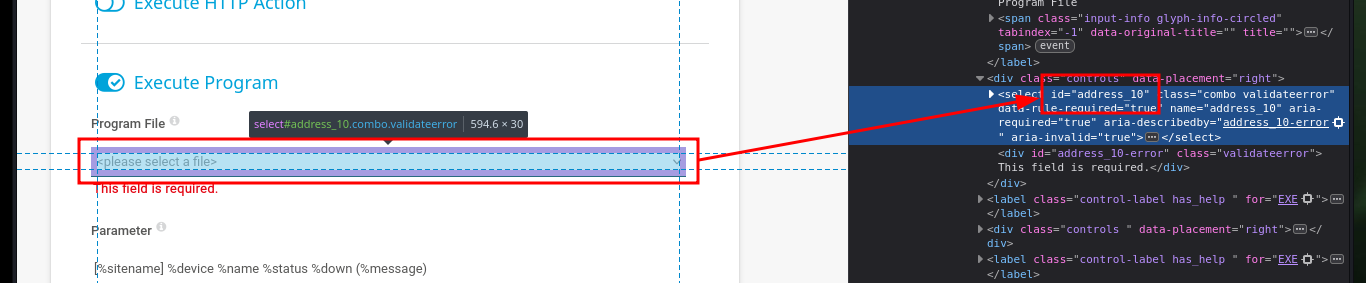 Execute HTTP Action
Execute Program
Program File
select#address_10.combo.validateerror 594.6 × 30
<please select a file>
This field is required.
Parameter
[%sitename] %device %name %status %down (%message)
Program File
<span class="input-info glyph-info-circled"
tabindex="-1" data-original-title="" title="">
</
span> event
</label>
<div class="controls" data-placement="right">
<select id="address_10" class="combo validateerror"
data-rule-required="true" name="address_10" aria-
required="true" aria-describedby="address_10-error
" aria-invalid="true"> </select>
<div id="address_10-error" class="validateerror">
This field is required.</div>
</div>
<label class="control-label has_help " for="EXE ">
</label>
<div class="controls " data-placement="right"> </
div>
<label class="control-label has_help " for="EXE ">
</label>